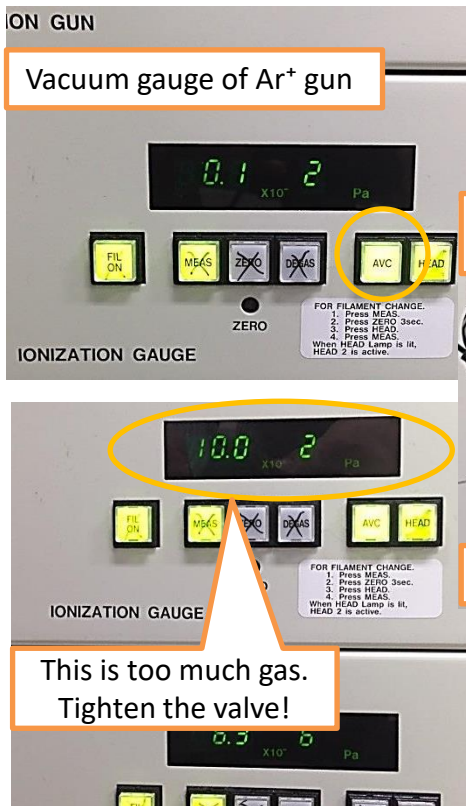 ION GUN
Vacuum gauge of Ar⁺ gun
0.1 x10⁻ 2 Pa
FIL ON
MEAS
ZERO
DEGAS
AVC
HEAD
ZERO
FOR FILAMENT CHANGE.
1. Press MEAS.
2. Press ZERO 3sec.
3. Press HEAD.
4. Press MEAS.
When HEAD Lamp is lit,
HEAD 2 is active.
IONIZATION GAUGE
10.0 x10⁻ 2 Pa
FIL ON
MEAS
DEGAS
AVC
HEAD
FOR FILAMENT CHANGE.
1. Press MEAS.
2. Press ZERO 3sec.
3. Press HEAD.
4. Press MEAS.
When HEAD Lamp is lit,
HEAD 2 is active.
IONIZATION GAUGE
This is too much gas.
Tighten the valve!
x10⁻ Pa